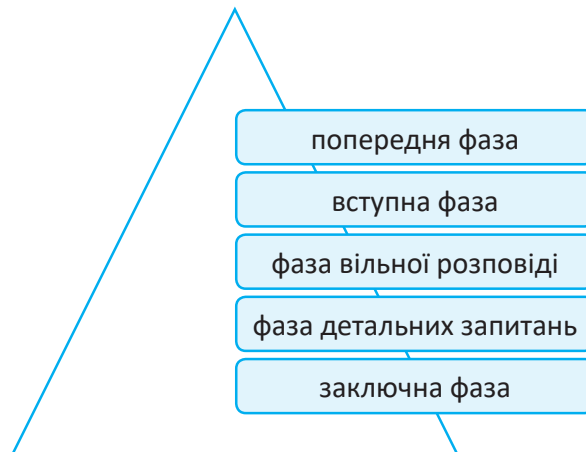 попередня фаза
вступна фаза
фаза вільної розповіді
фаза детальних запитань
заключна фаза